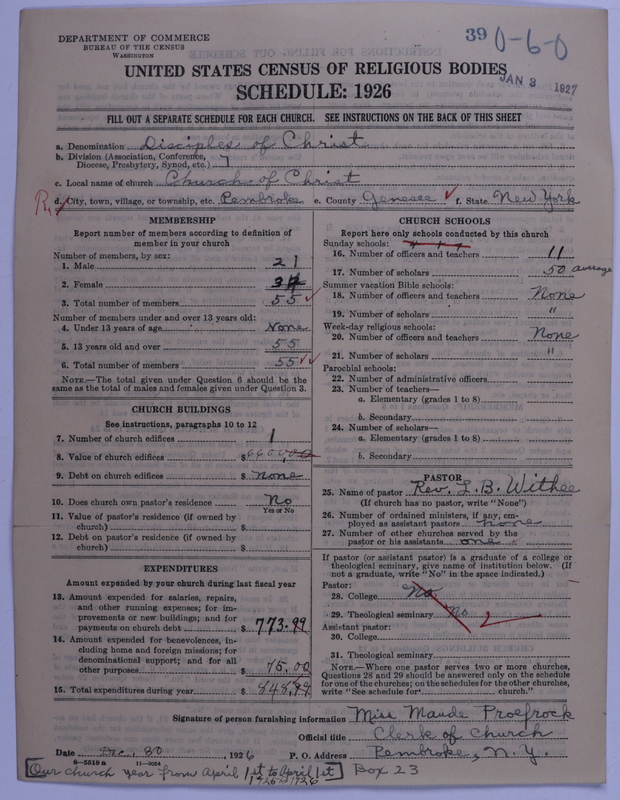 DEPARTMENT OF COMMERCE
BUREAU OF THE CENSUS
WASHINGTON
39 0-6-0
UNITED STATES CENSUS OF RELIGIOUS BODIES
JAN 3 1927
SCHEDULE: 1926
FILL OUT A SEPARATE SCHEDULE FOR EACH CHURCH. SEE INSTRUCTIONS ON THE BACK OF THIS SHEET
a. Denomination Disciples of Christ
b. Division (Association, Conference, Diocese, Presbytery, Synod, etc.) 7
c. Local name of church Church of Christ
d. City, town, village, or township, etc. Pembroke e. County Genesee f. State New York
MEMBERSHIP
Report number of members according to definition of
member in your church
Number of members, by sex:
1. Male 21
2. Female 34
3. Total number of members 55
Number of members under and over 13 years old:
4. Under 13 years of age None
5. 13 years old and over 55
6. Total number of members 55
NOTE.—The total given under Question 6 should be
same as the total of males and females given under Question 3.
CHURCH BUILDINGS
See instructions, paragraphs 10 to 12
7. Number of church edifices 1
8. Value of church edifices $6600.00
9. Debt on church edifices $ None
10. Does church own pastor's residence No
Yes or No
11. Value of pastor's residence (if owned by
church) $
12. Debt on pastor's residence (if owned by
church) $
EXPENDITURES
Amount expended by your church during last fiscal year
13. Amount expended for salaries, repairs,
and other running expenses; for im-
provements or new buildings; and for
payments on church debt $ 773.99
14. Amount expended for benevolences, in-
cluding home and foreign missions; for
denominational support; and for all
other purposes. $ 75.00
15. Total expenditures during year $ 848.99
CHURCH SCHOOLS
Report here only schools conducted by this church
Sunday schools:
16. Number of officers and teachers 11
17. Number of scholars 50 average
Summer vacation Bible schools:
18. Number of officers and teachers None
19. Number of scholars "
Week-day religious schools:
20. Number of officers and teachers None
21. Number of scholars "
Parochial schools:
22. Number of administrative officers
23. Number of teachers—
a. Elementary (grades 1 to 8)
b. Secondary
24. Number of scholars—
a. Elementary (grades 1 to 8)
b. Secondary
PASTOR
25. Name of pastor Rev. L. B. Withee
(If church has no pastor, write "None")
26. Number of ordained ministers, if any, em-
ployed as assistant pastors none
27. Number of other churches served by the
pastor or his assistants one
If pastor (or assistant pastor) is a graduate of a college or
theological seminary, give name of institution below. (If
not a graduate, write "No" in the space indicated.)
Pastor:
28. College No
29. Theological seminary No 2
Assistant pastor:
30. College
31. Theological seminary
NOTE.—Where one pastor serves two or more churches,
Questions 28 and 29 should be answered only on the schedule
for one of the churches; on the schedules for the other churches,
write "See schedule for church."
Signature of person furnishing information Miss Maude Proefrock
Official title Clerk of Church
Date Dec. 30, 1926 P. O. Address Pembroke, N. Y.
8—5518 a 11—9034
Our church year from April 1st to April 1st Box 23
1925 to 1926